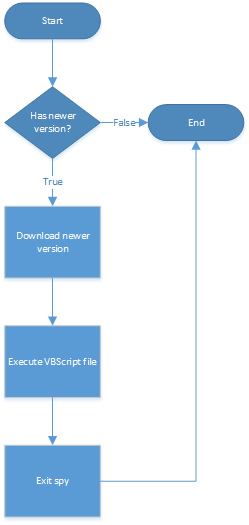 Start
Has newer
version?
False
End
True
Download newer
version
Execute VBScript file
Exit spy